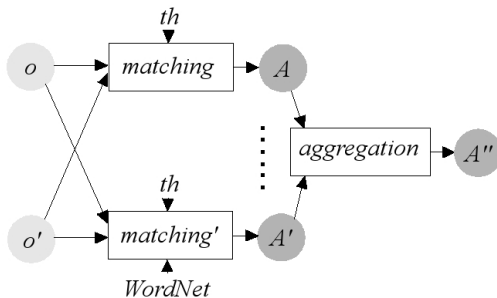 th
o
matching
A
aggregation
A"
th
o'
matching'
A'
WordNet